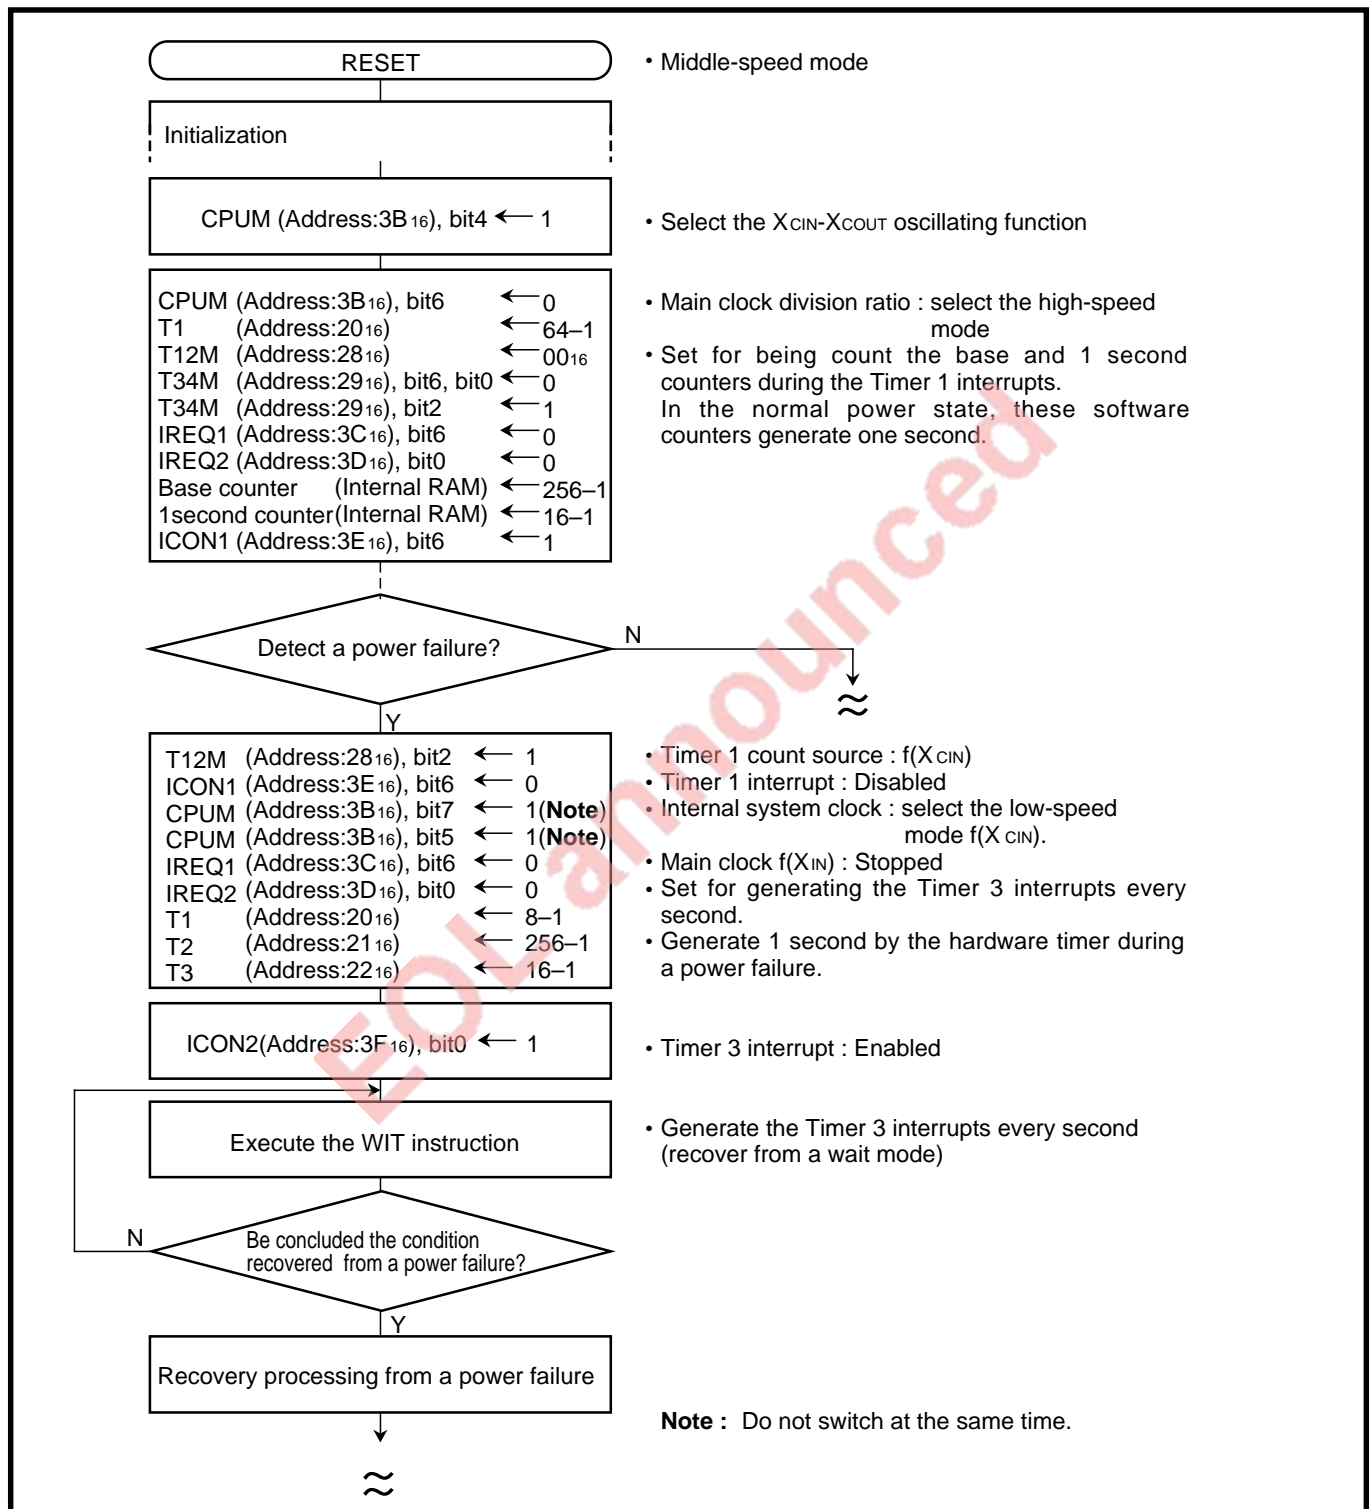 RESET
• Middle-speed mode
Initialization
CPUM (Address:3B16), bit4 ← 1
• Select the XCIN-XCOUT oscillating function
CPUM (Address:3B16), bit6 ← 0
T1 (Address:2016) ← 64–1
T12M (Address:2816) ← 0016
T34M (Address:2916), bit6, bit0 ← 0
T34M (Address:2916), bit2 ← 1
IREQ1 (Address:3C16), bit6 ← 0
IREQ2 (Address:3D16), bit0 ← 0
Base counter (Internal RAM) ← 256–1
1second counter(Internal RAM) ← 16–1
ICON1 (Address:3E16), bit6 ← 1
• Main clock division ratio : select the high-speed
mode
• Set for being count the base and 1 second
counters during the Timer 1 interrupts.
In the normal power state, these software
counters generate one second.
Detect a power failure?
N
Y
T12M (Address:2816), bit2 ← 1
ICON1 (Address:3E16), bit6 ← 0
CPUM (Address:3B16), bit7 ← 1(Note)
CPUM (Address:3B16), bit5 ← 1(Note)
IREQ1 (Address:3C16), bit6 ← 0
IREQ2 (Address:3D16), bit0 ← 0
T1 (Address:2016) ← 8–1
T2 (Address:2116) ← 256–1
T3 (Address:2216) ← 16–1
• Timer 1 count source : f(XCIN)
• Timer 1 interrupt : Disabled
• Internal system clock : select the low-speed
mode f(XCIN).
• Main clock f(XIN) : Stopped
• Set for generating the Timer 3 interrupts every
second.
• Generate 1 second by the hardware timer during
a power failure.
ICON2(Address:3F16), bit0 ← 1
• Timer 3 interrupt : Enabled
Execute the WIT instruction
• Generate the Timer 3 interrupts every second
(recover from a wait mode)
N
Be concluded the condition
recovered from a power failure?
Y
Recovery processing from a power failure
Note : Do not switch at the same time.
EOL announced